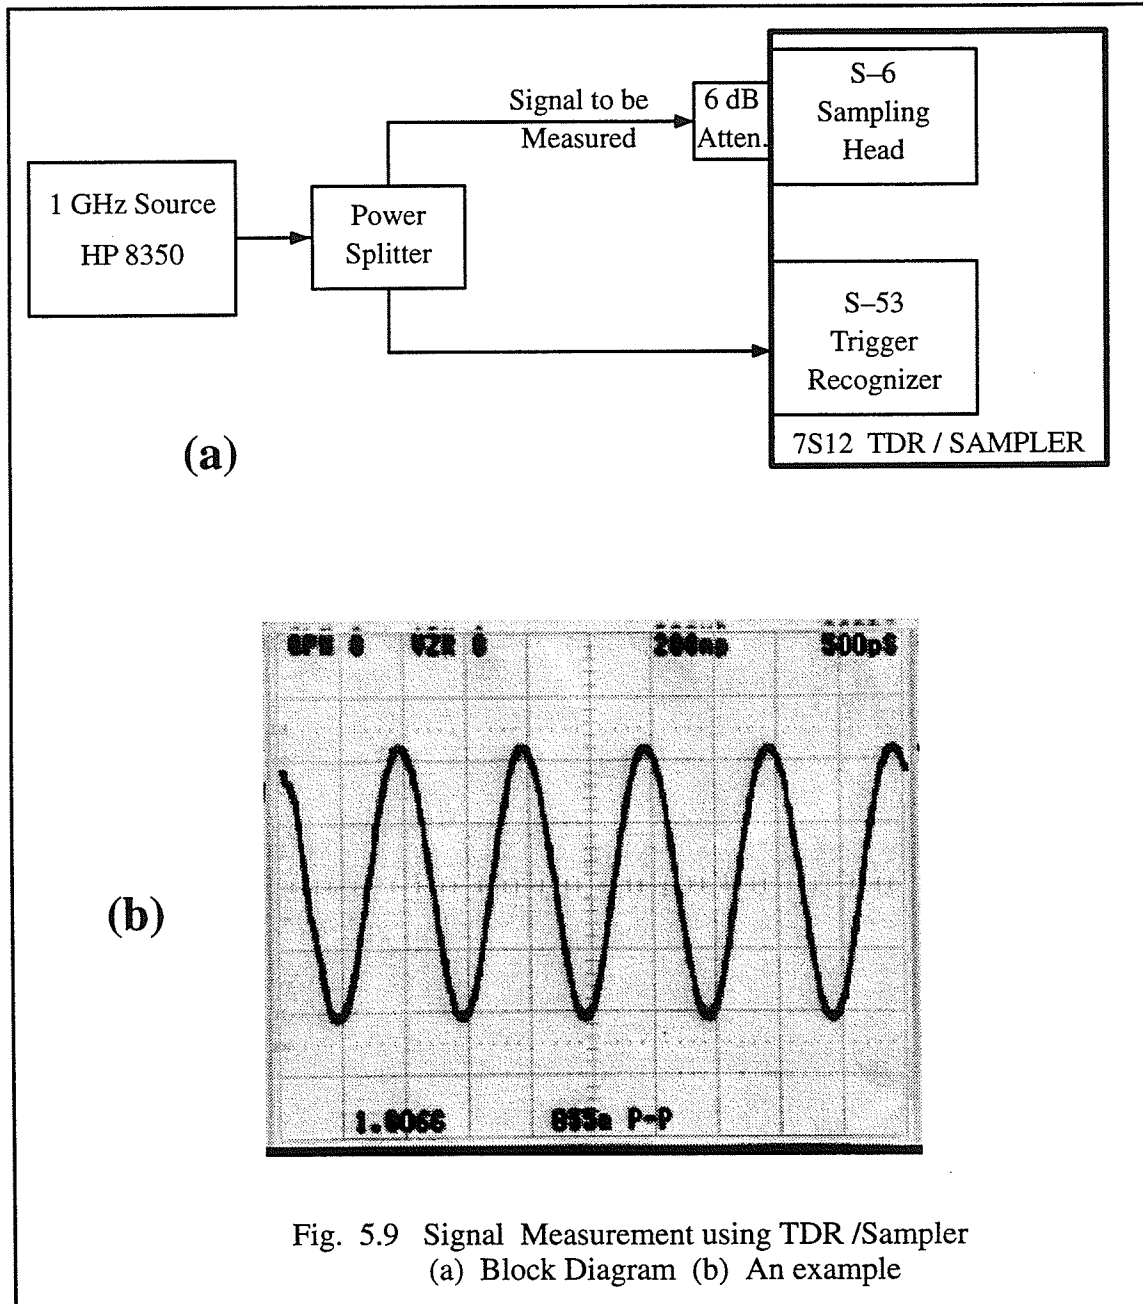 1 GHz Source
HP 8350
Power
Splitter
Signal to be
Measured
6 dB
Atten.
S–6
Sampling
Head
S–53
Trigger
Recognizer
7S12 TDR / SAMPLER
(a)
500pS
P-P
(b)
Fig. 5.9 Signal Measurement using TDR /Sampler
(a) Block Diagram (b) An example